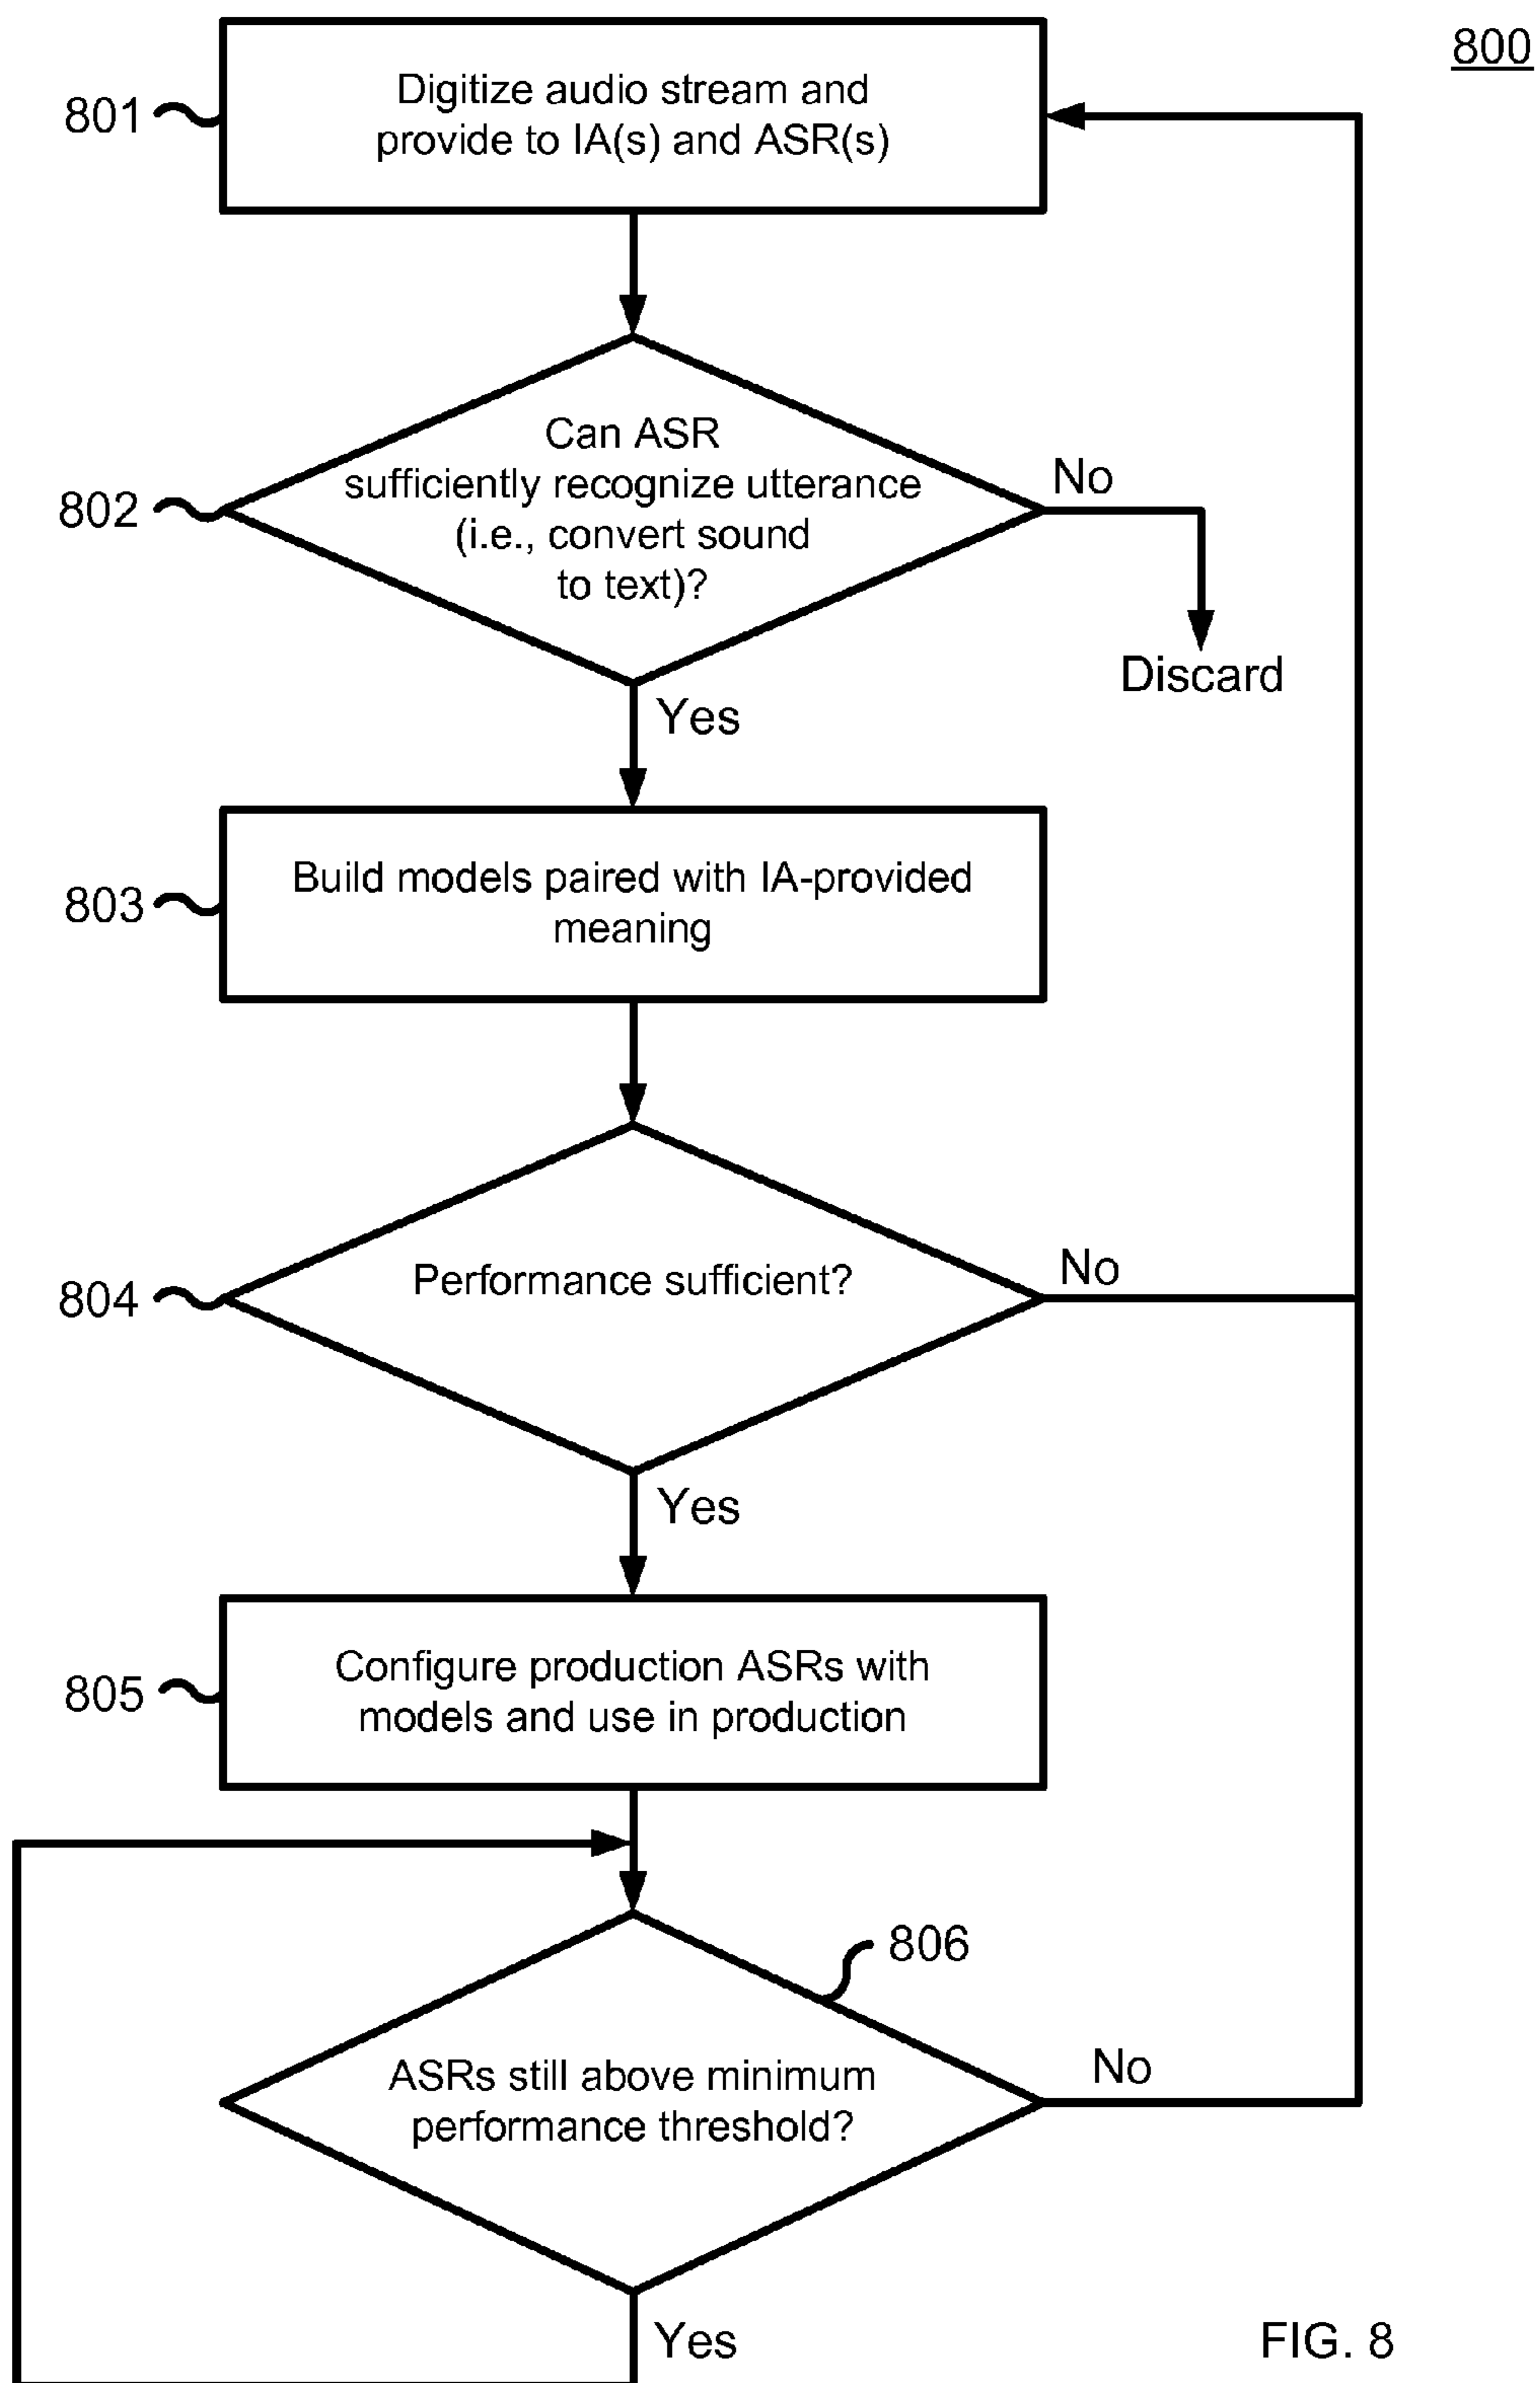 800
801
Digitize audio stream and
provide to IA(s) and ASR(s)
802
Can ASR
sufficiently recognize utterance
(i.e., convert sound
to text)?
No
Discard
Yes
803
Build models paired with IA-provided
meaning
804
Performance sufficient?
No
Yes
805
Configure production ASRs with
models and use in production
806
ASRs still above minimum
performance threshold?
No
Yes
FIG. 8